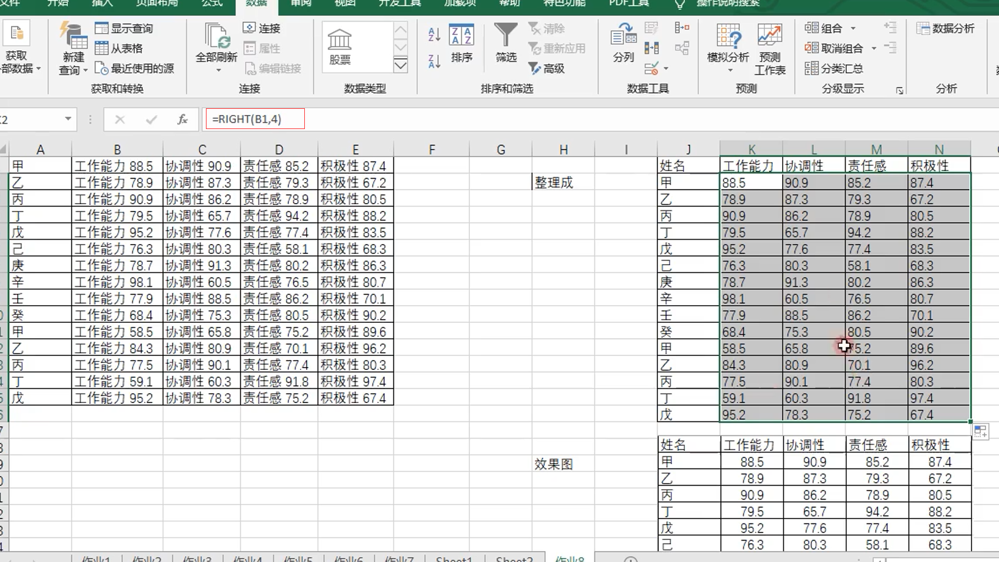 文件 开始 插入 页面布局 公式 数据 审阅 视图 开发工具 加载项 帮助 特色功能 PDF工具 操作说明搜索
获取 部数据 新建 查询 显示查询 从表格 最近使用的源 全部刷新 连接 属性 编辑链接 股票 排序 筛选 清除 重新应用 高级 分列 模拟分析 预测 工作表 组合 取消组合 分类汇总 数据分析
获取和转换 连接 数据类型 排序和筛选 数据工具 预测 分级显示 分析
K2 fx =RIGHT(B1,4)
A B C D E F G H I J K L M N
甲 工作能力 88.5 协调性 90.9 责任感 85.2 积极性 87.4 姓名 工作能力 协调性 责任感 积极性
乙 工作能力 78.9 协调性 87.3 责任感 79.3 积极性 67.2 整理成 甲 88.5 90.9 85.2 87.4
丙 工作能力 90.9 协调性 86.2 责任感 78.9 积极性 80.5 乙 78.9 87.3 79.3 67.2
丁 工作能力 79.5 协调性 65.7 责任感 94.2 积极性 88.2 丙 90.9 86.2 78.9 80.5
戊 工作能力 95.2 协调性 77.6 责任感 77.4 积极性 83.5 丁 79.5 65.7 94.2 88.2
己 工作能力 76.3 协调性 80.3 责任感 58.1 积极性 68.3 戊 95.2 77.6 77.4 83.5
庚 工作能力 78.7 协调性 91.3 责任感 80.2 积极性 86.3 己 76.3 80.3 58.1 68.3
辛 工作能力 98.1 协调性 60.5 责任感 76.5 积极性 80.7 庚 78.7 91.3 80.2 86.3
壬 工作能力 77.9 协调性 88.5 责任感 86.2 积极性 70.1 辛 98.1 60.5 76.5 80.7
癸 工作能力 68.4 协调性 75.3 责任感 80.5 积极性 90.2 壬 77.9 88.5 86.2 70.1
甲 工作能力 58.5 协调性 65.8 责任感 75.2 积极性 89.6 癸 68.4 75.3 80.5 90.2
乙 工作能力 84.3 协调性 80.9 责任感 70.1 积极性 96.2 甲 58.5 65.8 75.2 89.6
丙 工作能力 77.5 协调性 90.1 责任感 77.4 积极性 80.3 乙 84.3 80.9 70.1 96.2
丁 工作能力 59.1 协调性 60.3 责任感 91.8 积极性 97.4 丙 77.5 90.1 77.4 80.3
戊 工作能力 95.2 协调性 78.3 责任感 75.2 积极性 67.4 丁 59.1 60.3 91.8 97.4
戊 95.2 78.3 75.2 67.4
姓名 工作能力 协调性 责任感 积极性
效果图 甲 88.5 90.9 85.2 87.4
乙 78.9 87.3 79.3 67.2
丙 90.9 86.2 78.9 80.5
丁 79.5 65.7 94.2 88.2
戊 95.2 77.6 77.4 83.5
己 76.3 80.3 58.1 68.3
作业1 作业2 作业3 作业4 作业5 作业6 作业7 Sheet1 Sheet2 作业8